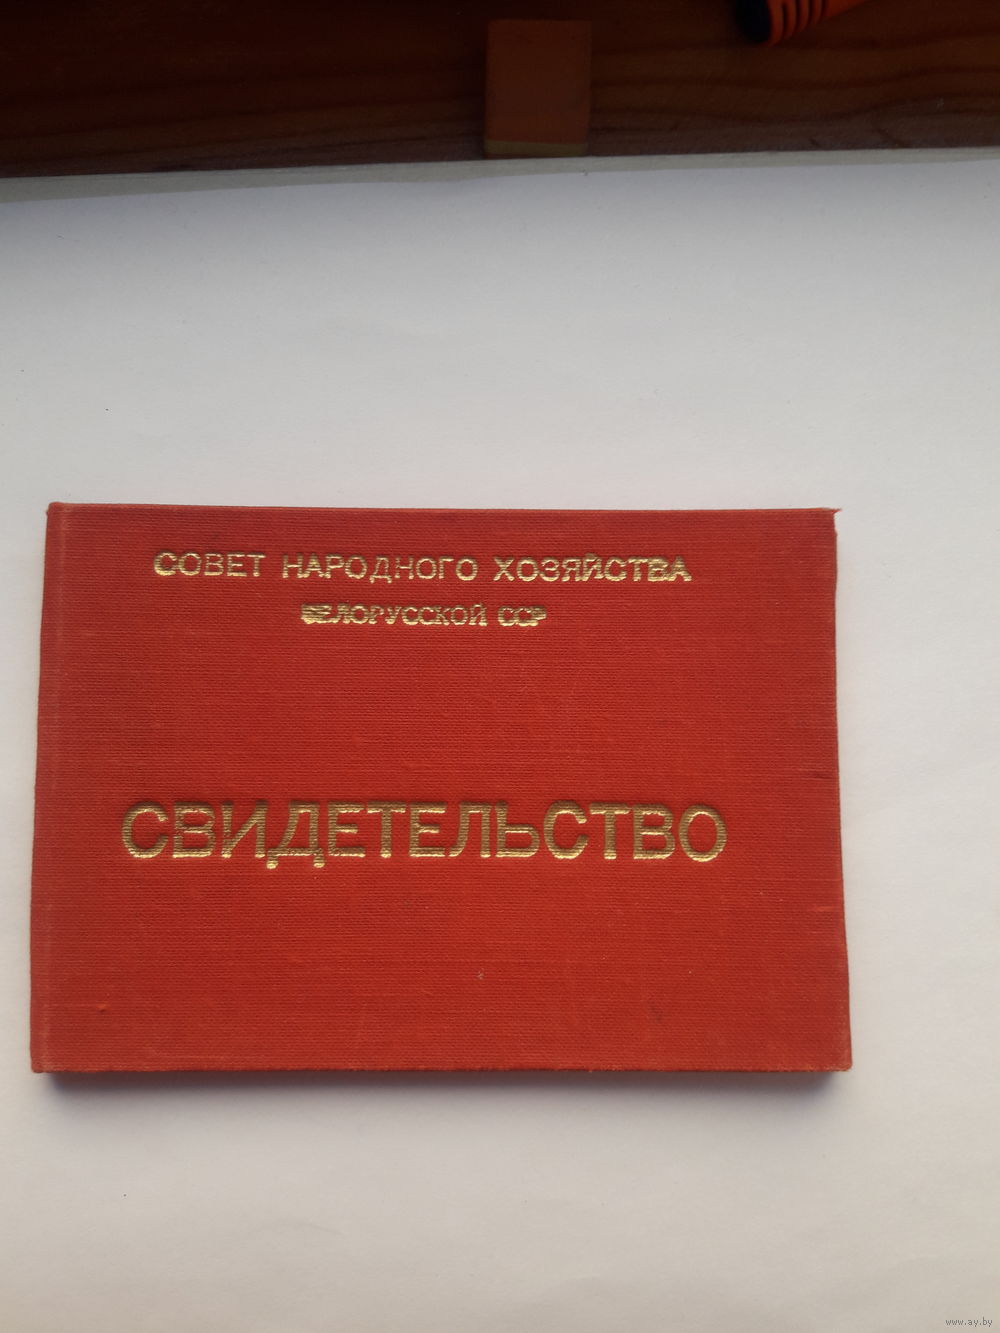 СОВЕТ НАРОДНОГО ХОЗЯЙСТВА
БЕЛОРУССКОЙ ССР
СВИДЕТЕЛЬСТВО
www.ay.by